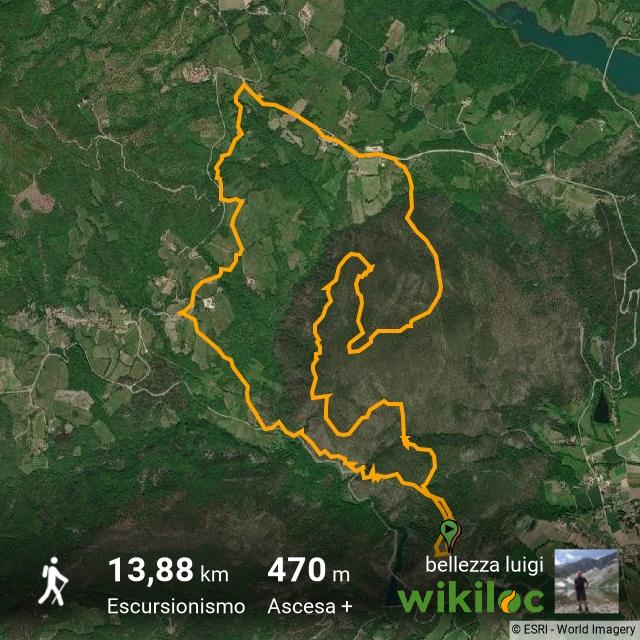 13,88 km
Escursionismo
470 m
Ascesa +
bellezza luigi
wikiloc
© ESRI - World Imagery